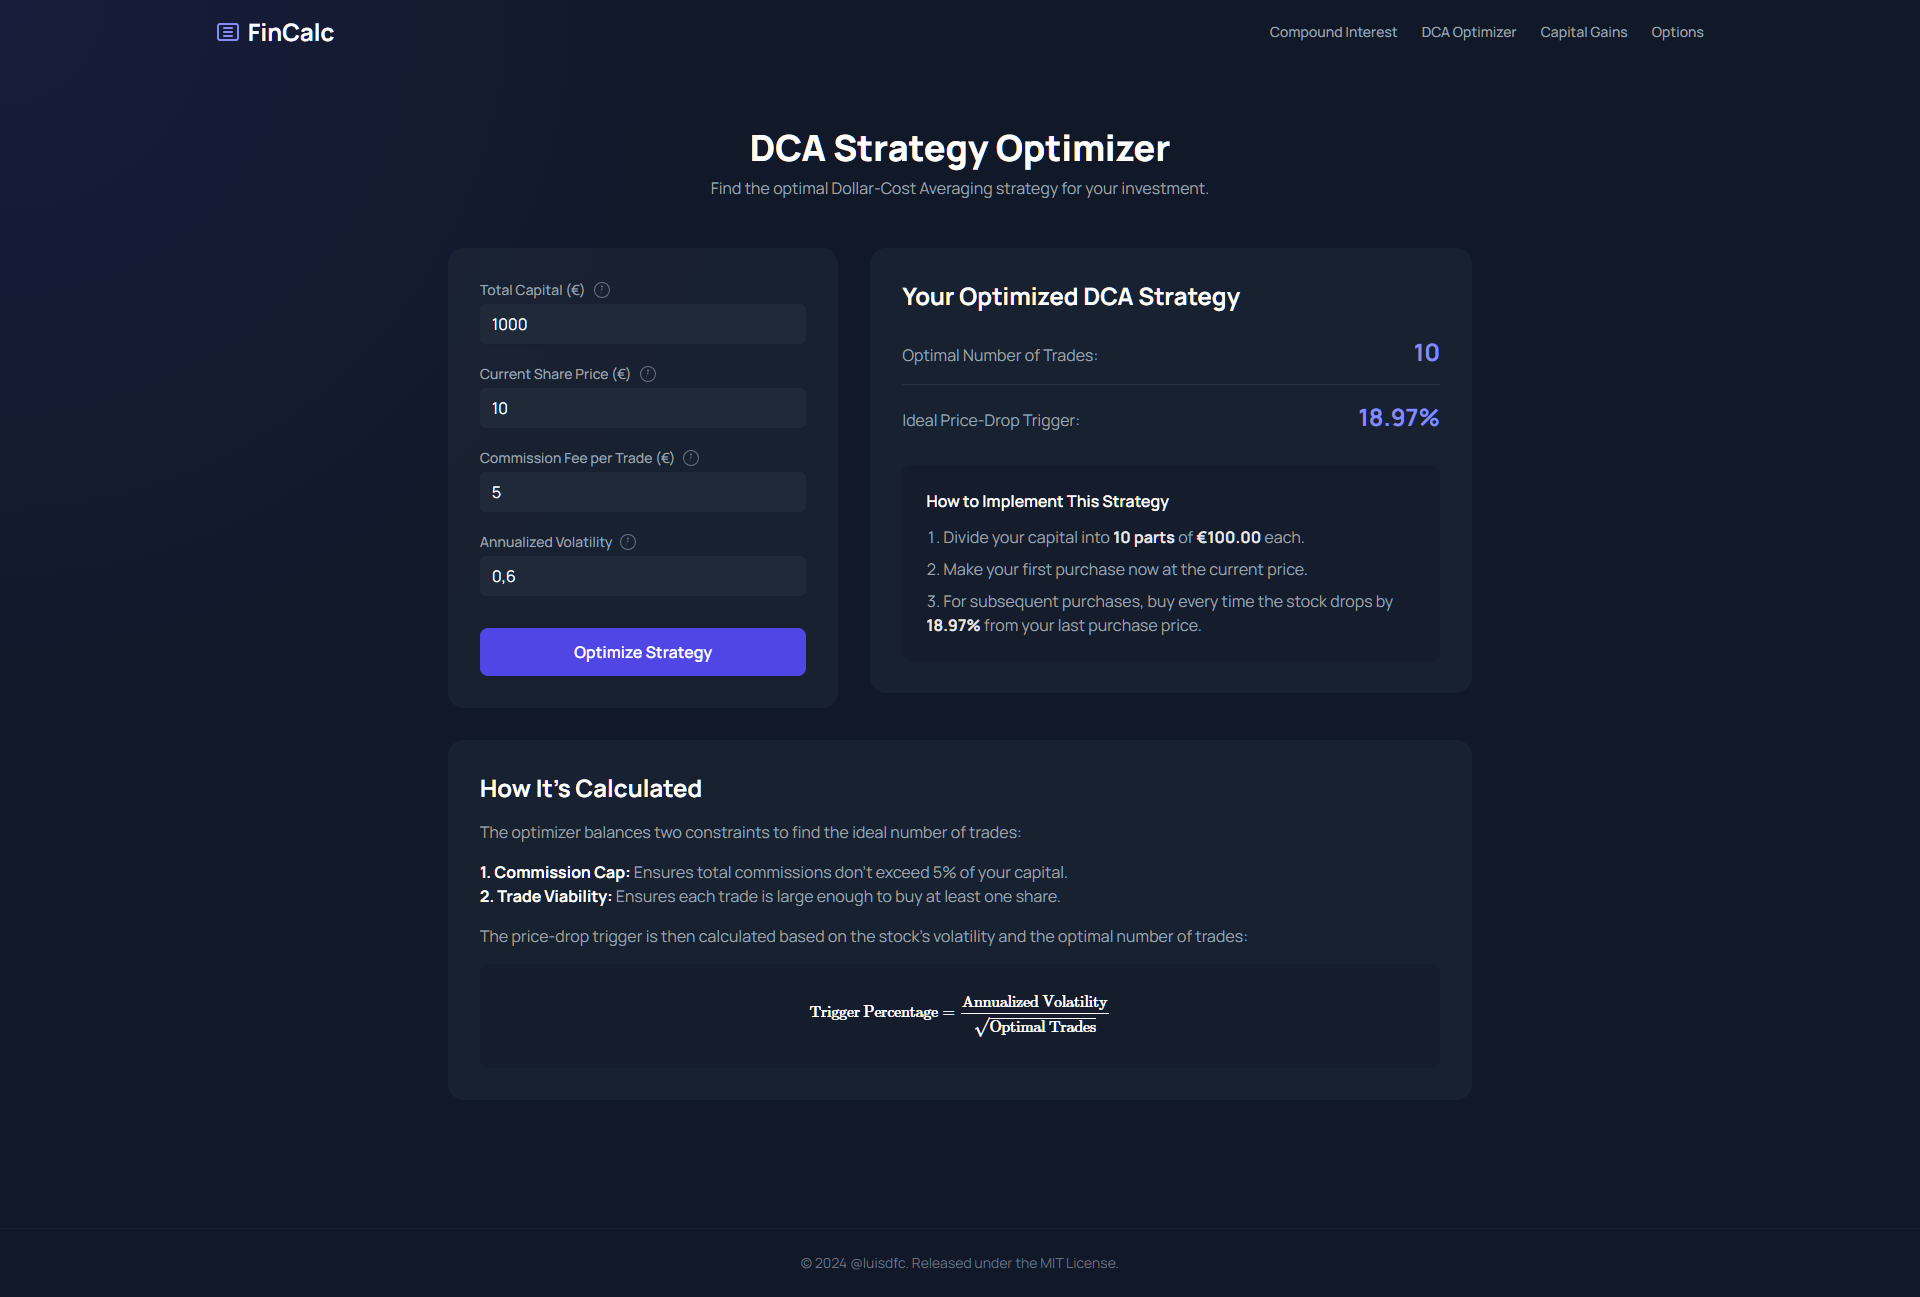 FinCalc
Compound Interest
DCA Optimizer
Capital Gains
Options
DCA Strategy Optimizer
Find the optimal Dollar-Cost Averaging strategy for your investment.
Total Capital (€)
1000
Current Share Price (€)
10
Commission Fee per Trade (€)
5
Annualized Volatility
0,6
Optimize Strategy
Your Optimized DCA Strategy
Optimal Number of Trades:
10
Ideal Price-Drop Trigger:
18.97%
How to Implement This Strategy
1. Divide your capital into 10 parts of €100.00 each.
2. Make your first purchase now at the current price.
3. For subsequent purchases, buy every time the stock drops by
18.97% from your last purchase price.
How It's Calculated
The optimizer balances two constraints to find the ideal number of trades:
1. Commission Cap: Ensures total commissions don't exceed 5% of your capital.
2. Trade Viability: Ensures each trade is large enough to buy at least one share.
The price-drop trigger is then calculated based on the stock's volatility and the optimal number of trades:
Trigger Percentage = Annualized Volatility
√Optimal Trades
© 2024 @luisdfc. Released under the MIT License.